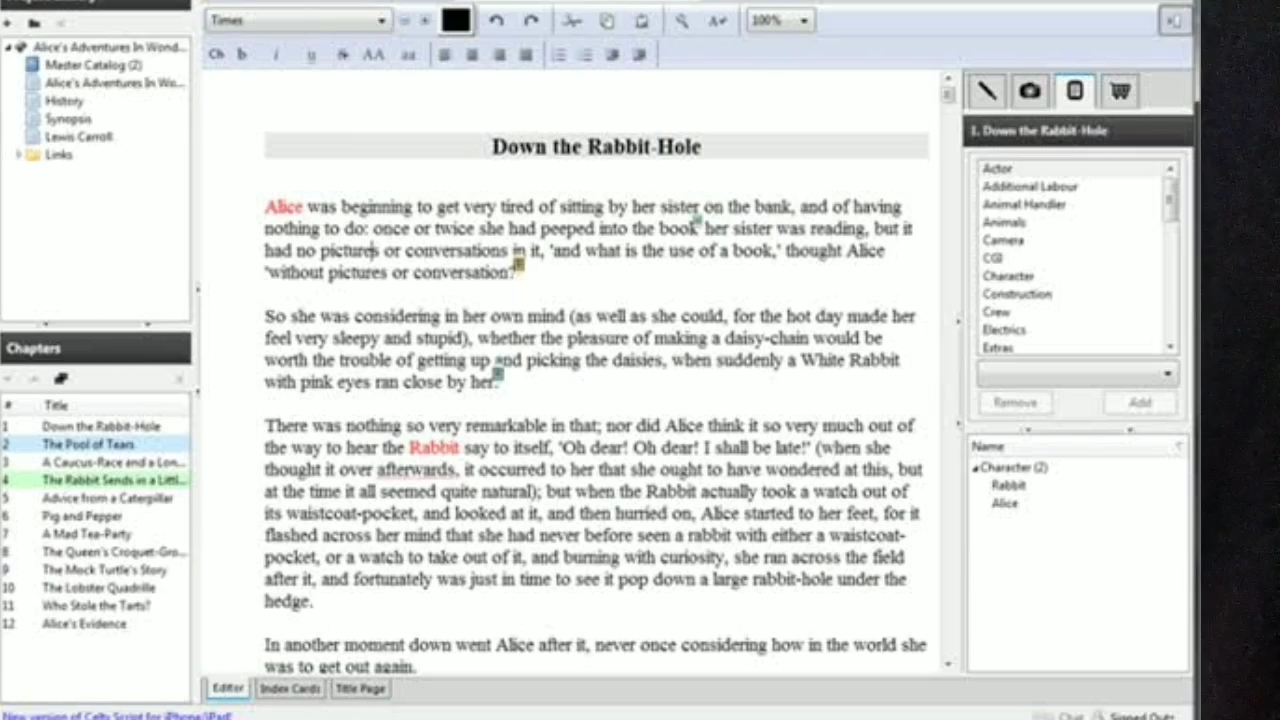 Times
100%
Ch b i u AA aa
Alice's Adventures In Wond...
Master Catalog (2)
Alice's Adventures In Wo...
History
Synopsis
Lewis Carroll
Links
Chapters
# Title
1 Down the Rabbit-Hole
2 The Pool of Tears
3 A Caucus-Race and a Lon...
4 The Rabbit Sends in a Littl...
5 Advice from a Caterpillar
6 Pig and Pepper
7 A Mad Tea-Party
8 The Queen's Croquet-Gro...
9 The Mock Turtle's Story
10 The Lobster Quadrille
11 Who Stole the Tarts?
12 Alice's Evidence
Down the Rabbit-Hole
Alice was beginning to get very tired of sitting by her sister on the bank, and of having
nothing to do: once or twice she had peeped into the book her sister was reading, but it
had no pictures or conversations in it, 'and what is the use of a book,' thought Alice
'without pictures or conversation?'
So she was considering in her own mind (as well as she could, for the hot day made her
feel very sleepy and stupid), whether the pleasure of making a daisy-chain would be
worth the trouble of getting up and picking the daisies, when suddenly a White Rabbit
with pink eyes ran close by her.
There was nothing so very remarkable in that; nor did Alice think it so very much out of
the way to hear the Rabbit say to itself, 'Oh dear! Oh dear! I shall be late!' (when she
thought it over afterwards, it occurred to her that she ought to have wondered at this, but
at the time it all seemed quite natural); but when the Rabbit actually took a watch out of
its waistcoat-pocket, and looked at it, and then hurried on, Alice started to her feet, for it
flashed across her mind that she had never before seen a rabbit with either a waistcoat-
pocket, or a watch to take out of it, and burning with curiosity, she ran across the field
after it, and fortunately was just in time to see it pop down a large rabbit-hole under the
hedge.
In another moment down went Alice after it, never once considering how in the world she
was to get out again.
Editor Index Cards Title Page
1. Down the Rabbit-Hole
Actor
Additional Labour
Animal Handler
Animals
Camera
CGI
Character
Construction
Crew
Electrics
Extras
Remove Add
Name
Character (2)
Rabbit
Alice
New version of Celtx Script for iPhone/iPad!
Chat Signed Out